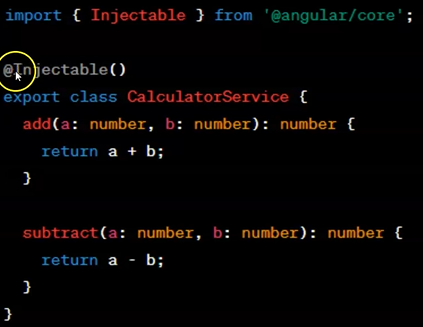 import { Injectable } from '@angular/core';
@Injectable()
export class CalculatorService {
add(a: number, b: number): number {
return a + b;
}
subtract(a: number, b: number): number {
return a - b;
}
}